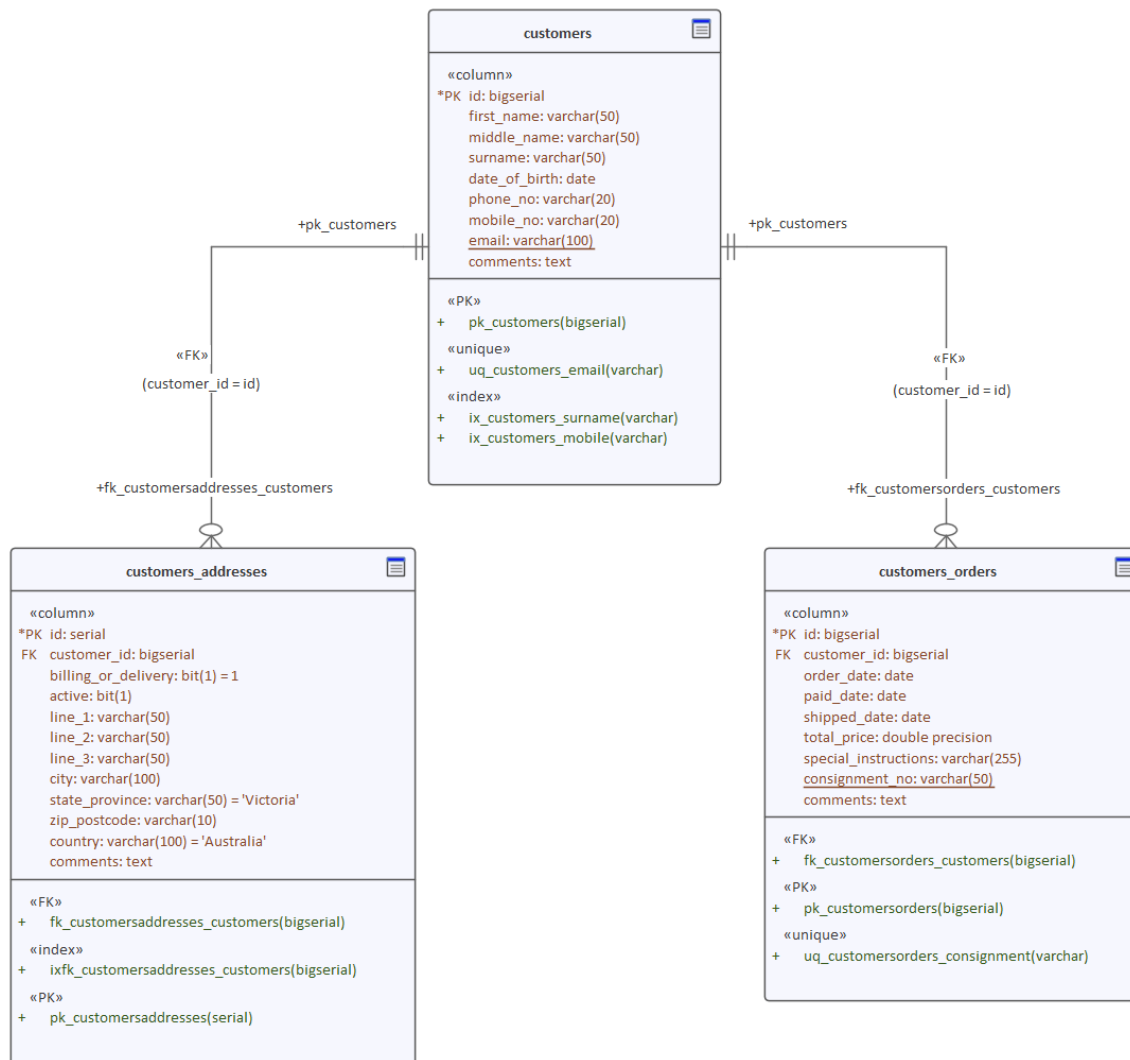 customers
«column»
*PK id: bigserial
first_name: varchar(50)
middle_name: varchar(50)
surname: varchar(50)
date_of_birth: date
phone_no: varchar(20)
mobile_no: varchar(20)
email: varchar(100)
comments: text
«PK»
+ pk_customers(bigserial)
«unique»
+ uq_customers_email(varchar)
«index»
+ ix_customers_surname(varchar)
+ ix_customers_mobile(varchar)
+pk_customers
«FK»
(customer_id = id)
+fk_customersaddresses_customers
+pk_customers
«FK»
(customer_id = id)
+fk_customersorders_customers
customers_addresses
«column»
*PK id: serial
FK customer_id: bigserial
billing_or_delivery: bit(1) = 1
active: bit(1)
line_1: varchar(50)
line_2: varchar(50)
line_3: varchar(50)
city: varchar(100)
state_province: varchar(50) = 'Victoria'
zip_postcode: varchar(10)
country: varchar(100) = 'Australia'
comments: text
«FK»
+ fk_customersaddresses_customers(bigserial)
«index»
+ ixfk_customersaddresses_customers(bigserial)
«PK»
+ pk_customersaddresses(serial)
customers_orders
«column»
*PK id: bigserial
FK customer_id: bigserial
order_date: date
paid_date: date
shipped_date: date
total_price: double precision
special_instructions: varchar(255)
consignment_no: varchar(50)
comments: text
«FK»
+ fk_customersorders_customers(bigserial)
«PK»
+ pk_customersorders(bigserial)
«unique»
+ uq_customersorders_consignment(varchar)